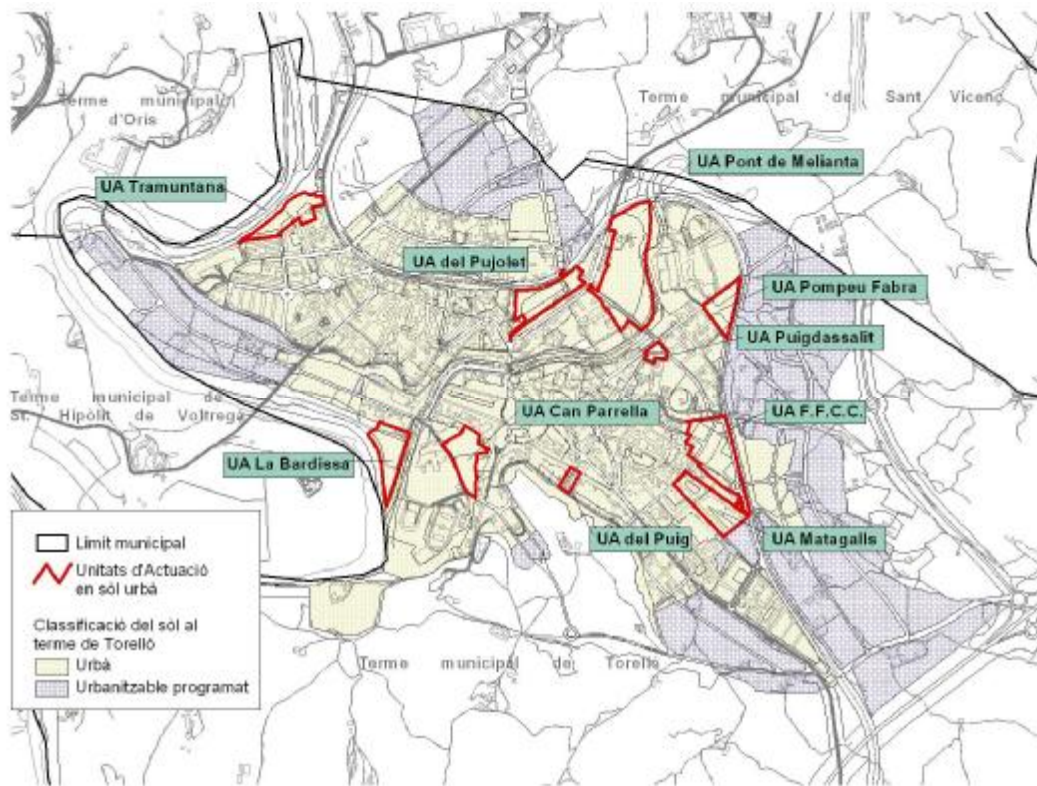 Terme municipal
d'Orís
Terme municipal de Sant Vicenç
UA Pont de Melianta
UA Tramuntana
UA del Pujolet
UA Pompeu Fabra
UA Puigdassalit
Terme municipal de
St. Hipòlit de Voltregà
UA Can Parrella
UA F.F.C.C.
UA La Bardissa
UA del Puig
UA Matagalls
Límit municipal
Unitats d'Actuació
en sòl urbà
Classificació del sòl al
terme de Torelló
Urbà
Urbanitzable programat
Terme municipal de Torelló